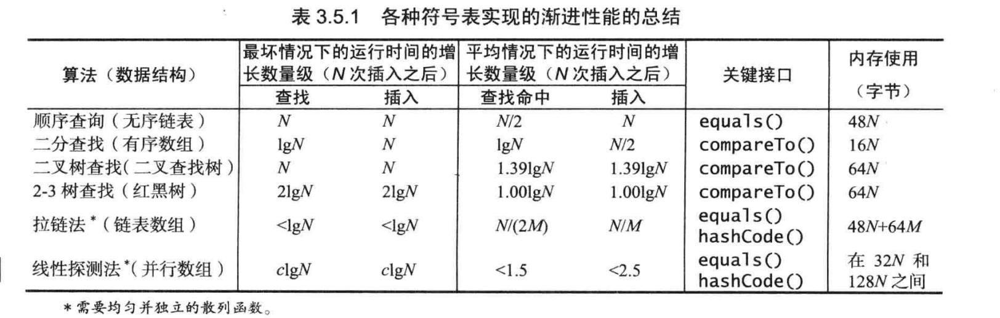 表 3.5.1 各种符号表实现的渐进性能的总结
算法（数据结构） 最坏情况下的运行时间的增长数量级（N 次插入之后） 平均情况下的运行时间的增长数量级（N 次插入之后） 关键接口 内存使用（字节）
查找 插入 查找命中 插入
顺序查询（无序链表） N N N/2 N equals() 48N
二分查找（有序数组） lgN N lgN N/2 compareTo() 16N
二叉树查找（二叉查找树） N N 1.39lgN 1.39lgN compareTo() 64N
2-3 树查找（红黑树） 2lgN 2lgN 1.00lgN 1.00lgN compareTo() 64N
拉链法*（链表数组） <lgN <lgN N/(2M) N/M equals() hashCode() 48N+64M
线性探测法*（并行数组） clgN clgN <1.5 <2.5 equals() hashCode() 在 32N 和 128N 之间
* 需要均匀并独立的散列函数。